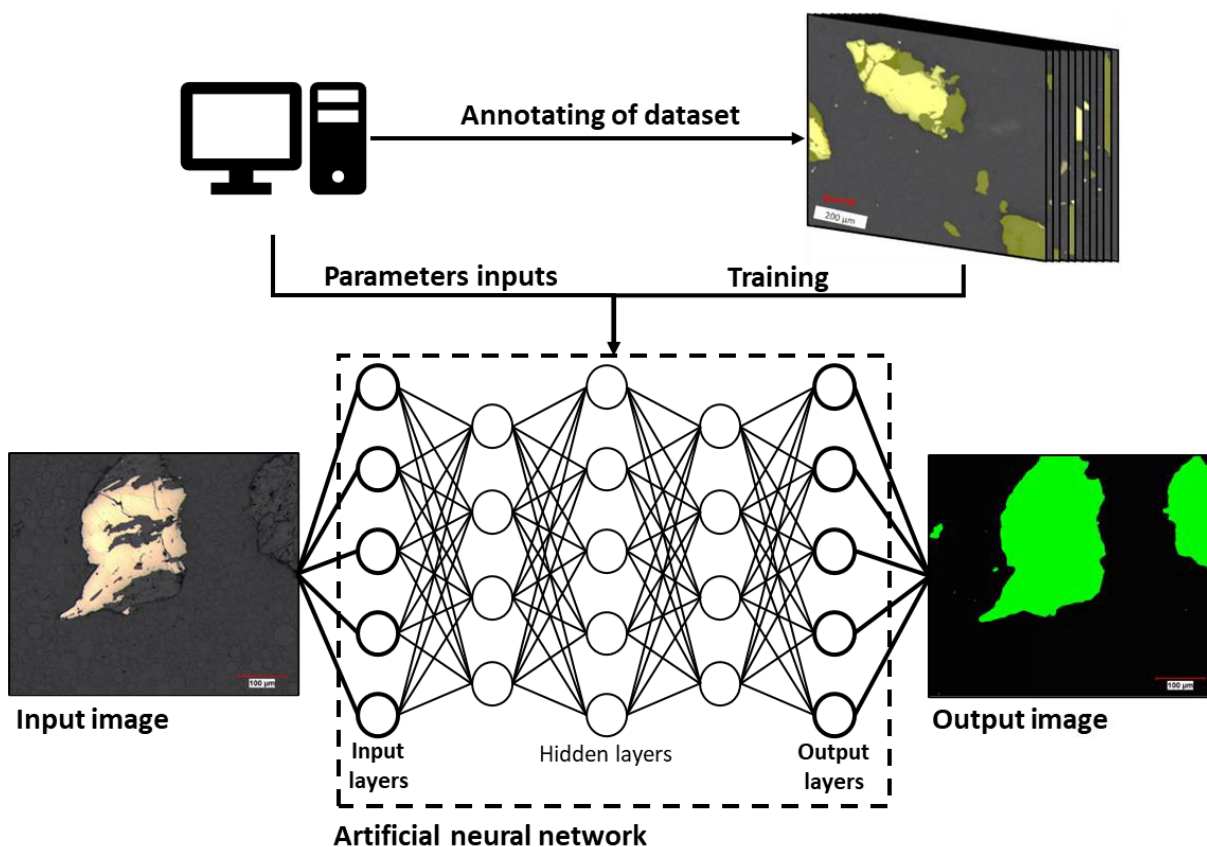 Annotating of dataset
200 µm
Parameters inputs
Training
100 µm
100 µm
Input image
Output image
Input
layers
Hidden layers
Output
layers
Artificial neural network